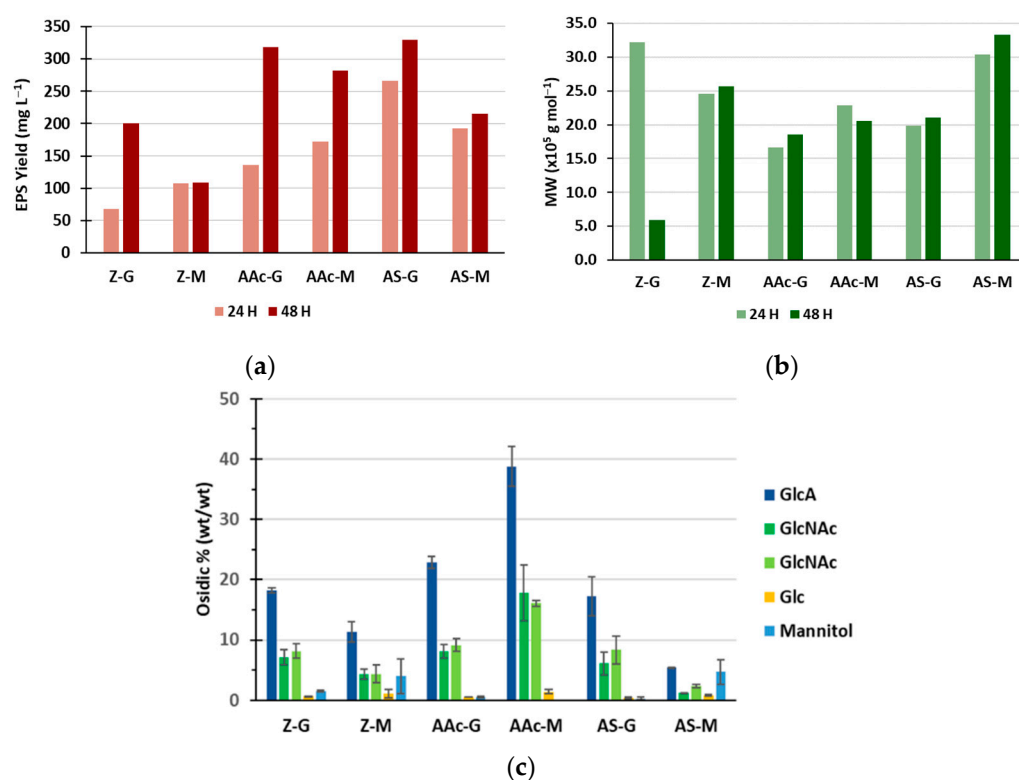 EPS Yield (mg L⁻¹)
350
300
250
200
150
100
50
0
Z-G Z-M AAc-G AAc-M AS-G AS-M
24 H 48 H
(a)
MW (x10⁵ g mol⁻¹)
35.0
30.0
25.0
20.0
15.0
10.0
5.0
0.0
Z-G Z-M AAc-G AAc-M AS-G AS-M
24 H 48 H
(b)
Osidic % (wt/wt)
50
40
30
20
10
0
Z-G Z-M AAc-G AAc-M AS-G AS-M
GlcA
GlcNAc
GlcNAc
Glc
Mannitol
(c)